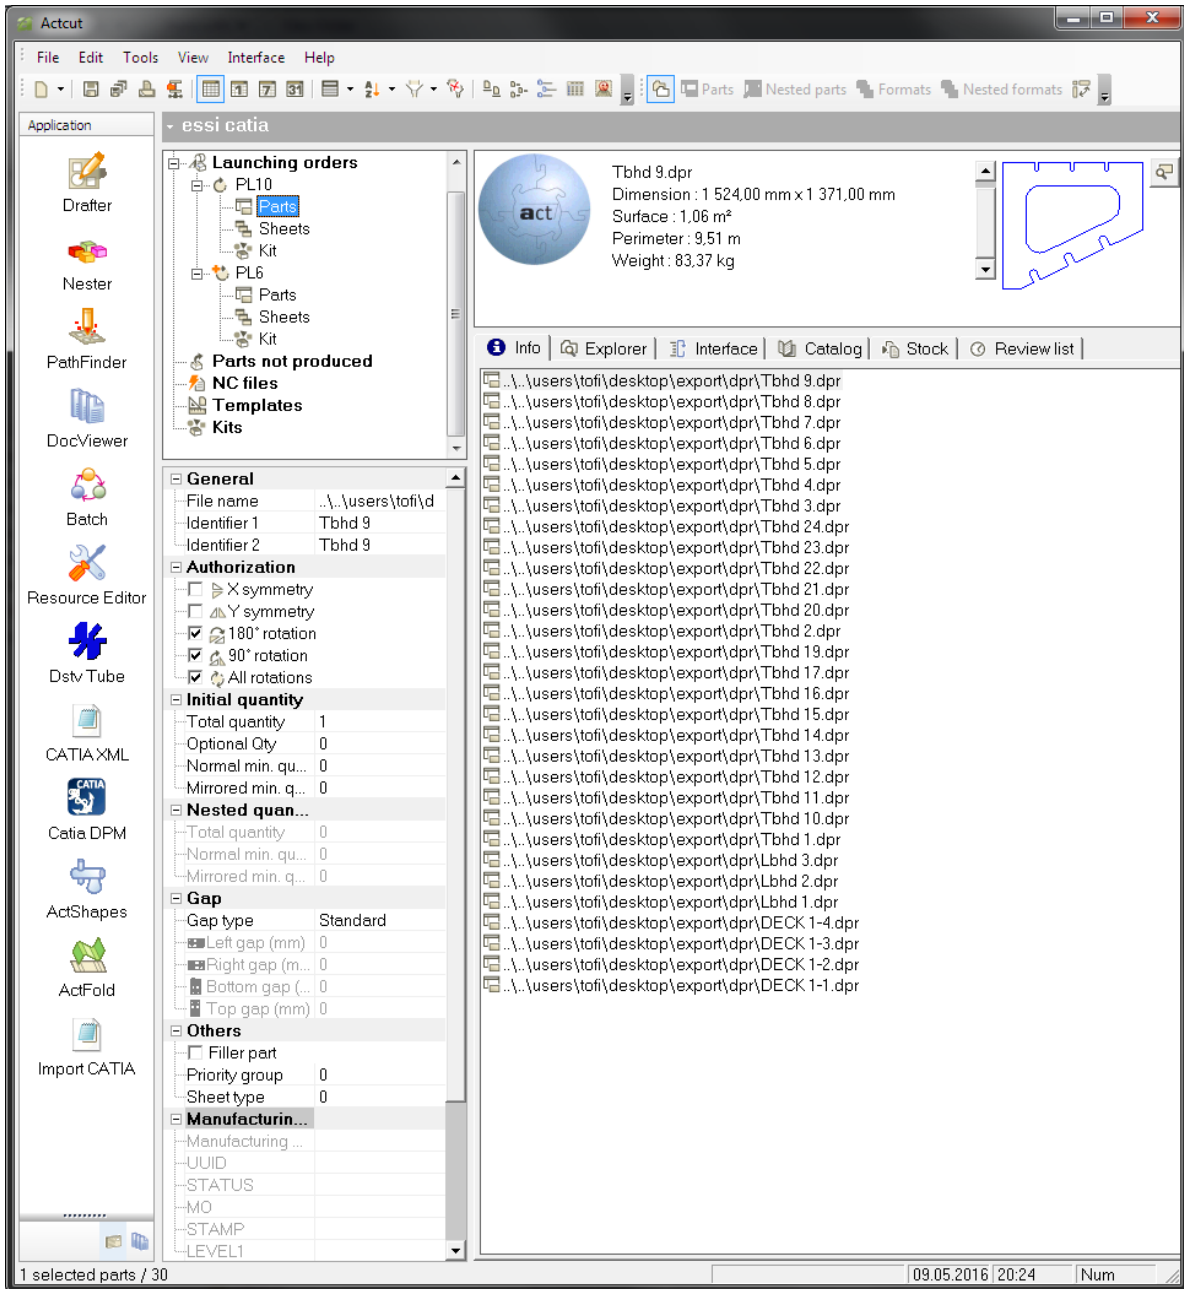 Actcut
File Edit Tools View Interface Help
1 7 31
Parts Nested parts Formats Nested formats
Application
essi catia
Drafter
Nester
PathFinder
DocViewer
Batch
Resource Editor
Dstv Tube
CATIA XML
CATIA
Catia DPM
ActShapes
ActFold
Import CATIA
Launching orders
PL10
Parts
Sheets
Kit
PL6
Parts
Sheets
Kit
Parts not produced
NC files
Templates
Kits
act
Tbhd 9.dpr
Dimension : 1 524,00 mm x 1 371,00 mm
Surface : 1,06 m²
Perimeter : 9,51 m
Weight : 83,37 kg
General
File name ..\..\users\tofi\d
Identifier 1 Tbhd 9
Identifier 2 Tbhd 9
Authorization
X symmetry
Y symmetry
180° rotation
90° rotation
All rotations
Initial quantity
Total quantity 1
Optional Qty 0
Normal min. qu... 0
Mirrored min. q... 0
Nested quan...
Total quantity 0
Normal min. qu... 0
Mirrored min. q... 0
Gap
Gap type Standard
Left gap (mm) 0
Right gap (m... 0
Bottom gap (... 0
Top gap (mm) 0
Others
Filler part
Priority group 0
Sheet type 0
Manufacturin...
Manufacturing ...
UUID
STATUS
MO
STAMP
LEVEL1
Info Explorer Interface Catalog Stock Review list
..\..\users\tofi\desktop\export\dpr\Tbhd 9.dpr
..\..\users\tofi\desktop\export\dpr\Tbhd 8.dpr
..\..\users\tofi\desktop\export\dpr\Tbhd 7.dpr
..\..\users\tofi\desktop\export\dpr\Tbhd 6.dpr
..\..\users\tofi\desktop\export\dpr\Tbhd 5.dpr
..\..\users\tofi\desktop\export\dpr\Tbhd 4.dpr
..\..\users\tofi\desktop\export\dpr\Tbhd 3.dpr
..\..\users\tofi\desktop\export\dpr\Tbhd 24.dpr
..\..\users\tofi\desktop\export\dpr\Tbhd 23.dpr
..\..\users\tofi\desktop\export\dpr\Tbhd 22.dpr
..\..\users\tofi\desktop\export\dpr\Tbhd 21.dpr
..\..\users\tofi\desktop\export\dpr\Tbhd 20.dpr
..\..\users\tofi\desktop\export\dpr\Tbhd 2.dpr
..\..\users\tofi\desktop\export\dpr\Tbhd 19.dpr
..\..\users\tofi\desktop\export\dpr\Tbhd 17.dpr
..\..\users\tofi\desktop\export\dpr\Tbhd 16.dpr
..\..\users\tofi\desktop\export\dpr\Tbhd 15.dpr
..\..\users\tofi\desktop\export\dpr\Tbhd 14.dpr
..\..\users\tofi\desktop\export\dpr\Tbhd 13.dpr
..\..\users\tofi\desktop\export\dpr\Tbhd 12.dpr
..\..\users\tofi\desktop\export\dpr\Tbhd 11.dpr
..\..\users\tofi\desktop\export\dpr\Tbhd 10.dpr
..\..\users\tofi\desktop\export\dpr\Tbhd 1.dpr
..\..\users\tofi\desktop\export\dpr\Lbhd 3.dpr
..\..\users\tofi\desktop\export\dpr\Lbhd 2.dpr
..\..\users\tofi\desktop\export\dpr\Lbhd 1.dpr
..\..\users\tofi\desktop\export\dpr\DECK 1-4.dpr
..\..\users\tofi\desktop\export\dpr\DECK 1-3.dpr
..\..\users\tofi\desktop\export\dpr\DECK 1-2.dpr
..\..\users\tofi\desktop\export\dpr\DECK 1-1.dpr
1 selected parts / 30
09.05.2016 20:24 Num